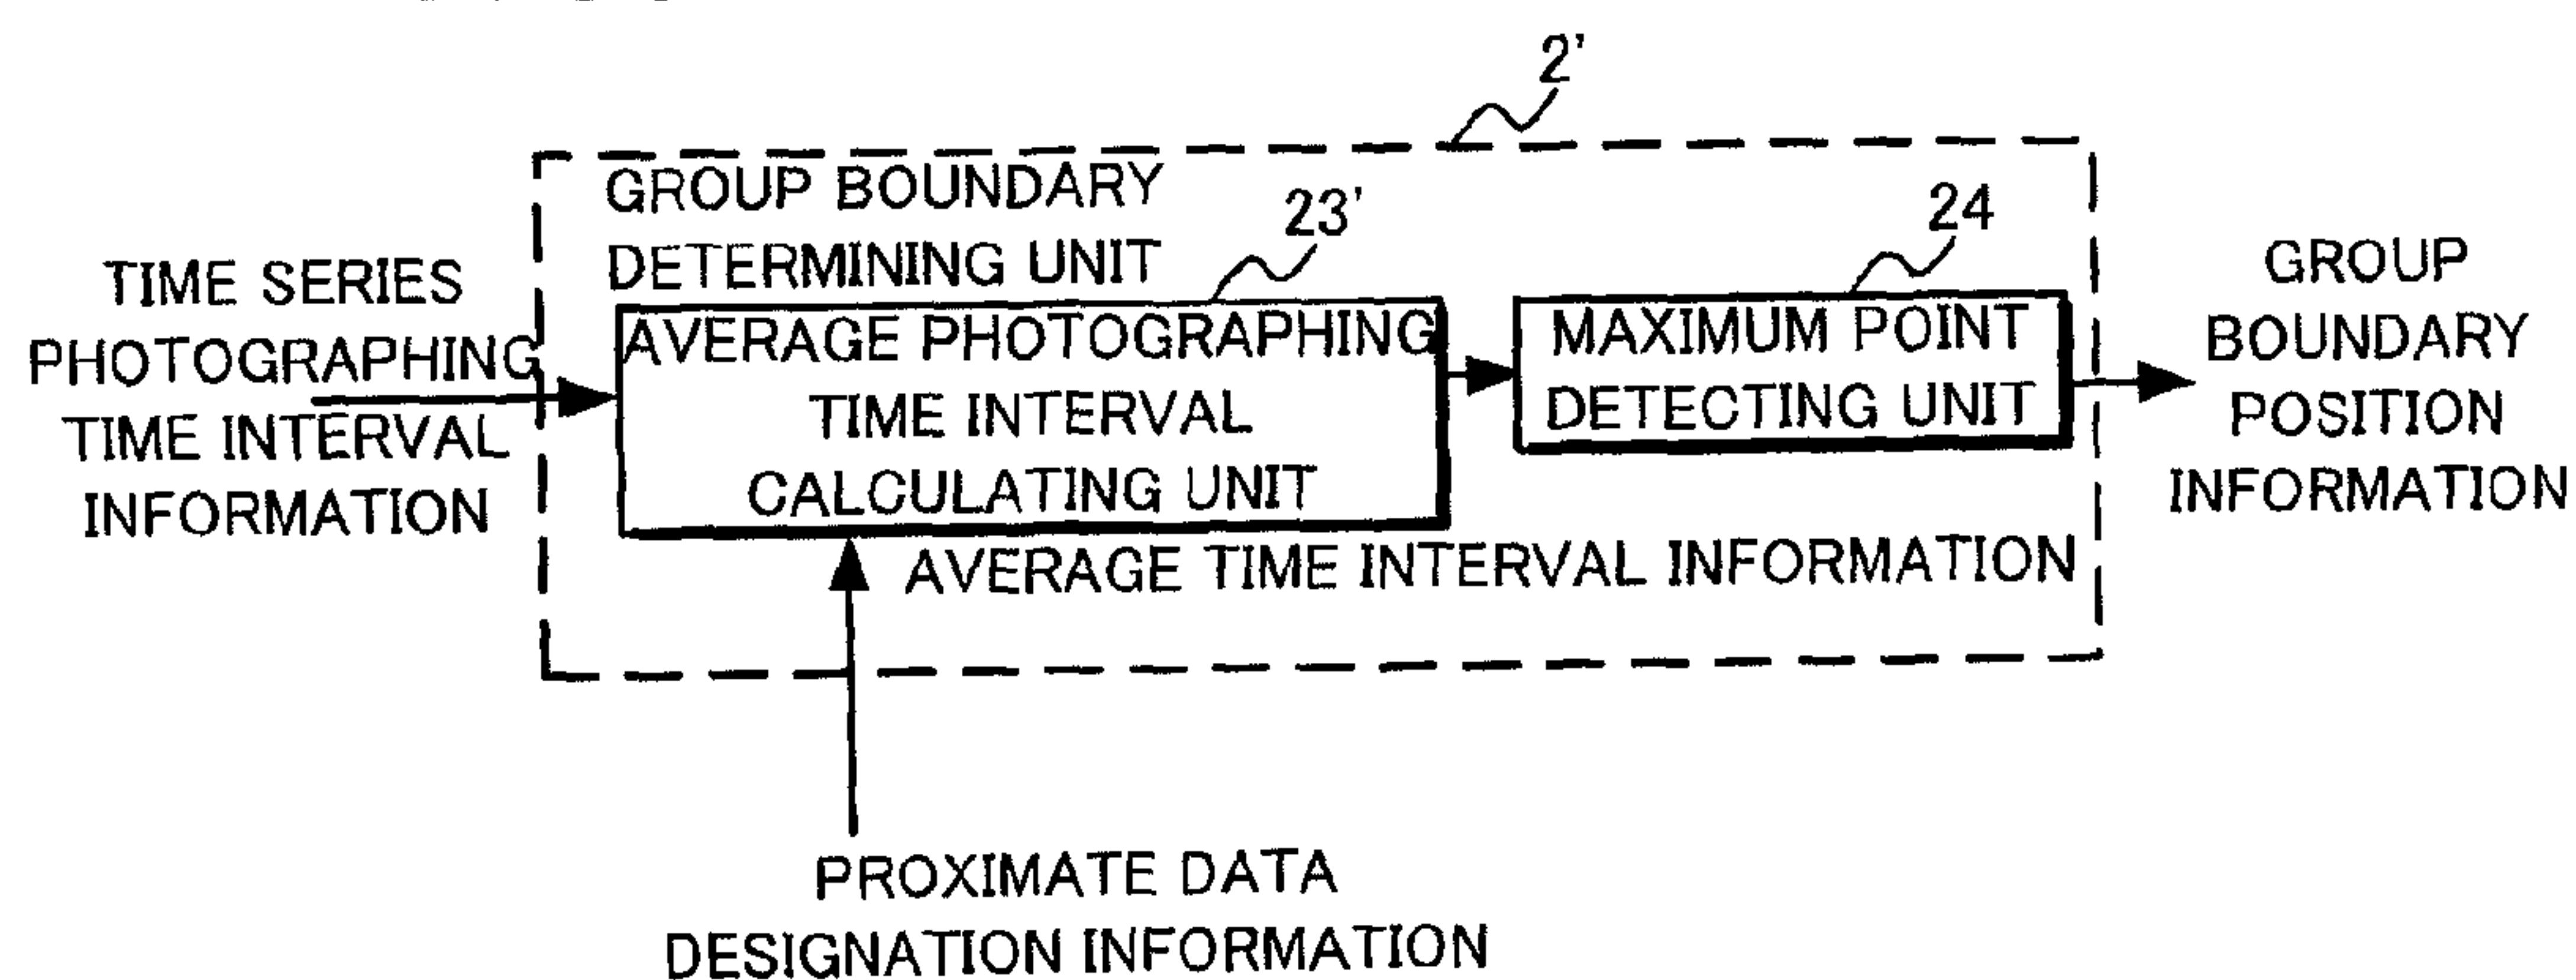 2'
GROUP BOUNDARY
DETERMINING UNIT
23'
24
TIME SERIES
PHOTOGRAPHING
TIME INTERVAL
INFORMATION
AVERAGE PHOTOGRAPHING
TIME INTERVAL
CALCULATING UNIT
MAXIMUM POINT
DETECTING UNIT
GROUP
BOUNDARY
POSITION
INFORMATION
AVERAGE TIME INTERVAL INFORMATION
PROXIMATE DATA
DESIGNATION INFORMATION